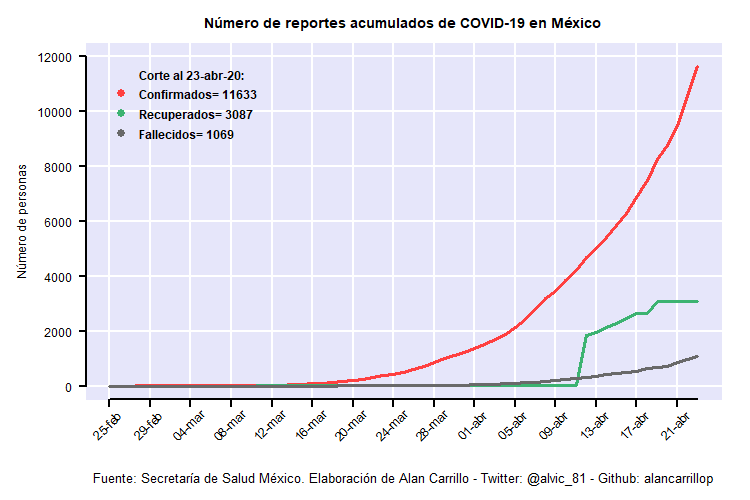 Número de reportes acumulados de COVID-19 en México
Corte al 23-abr-20:
Confirmados= 11633
Recuperados= 3087
Fallecidos= 1069
Número de personas
12000
10000
8000
6000
4000
2000
0
25-feb
29-feb
04-mar
08-mar
12-mar
16-mar
20-mar
24-mar
28-mar
01-abr
05-abr
09-abr
13-abr
17-abr
21-abr
Fuente: Secretaría de Salud México. Elaboración de Alan Carrillo - Twitter: @alvic_81 - Github: alancarrillop